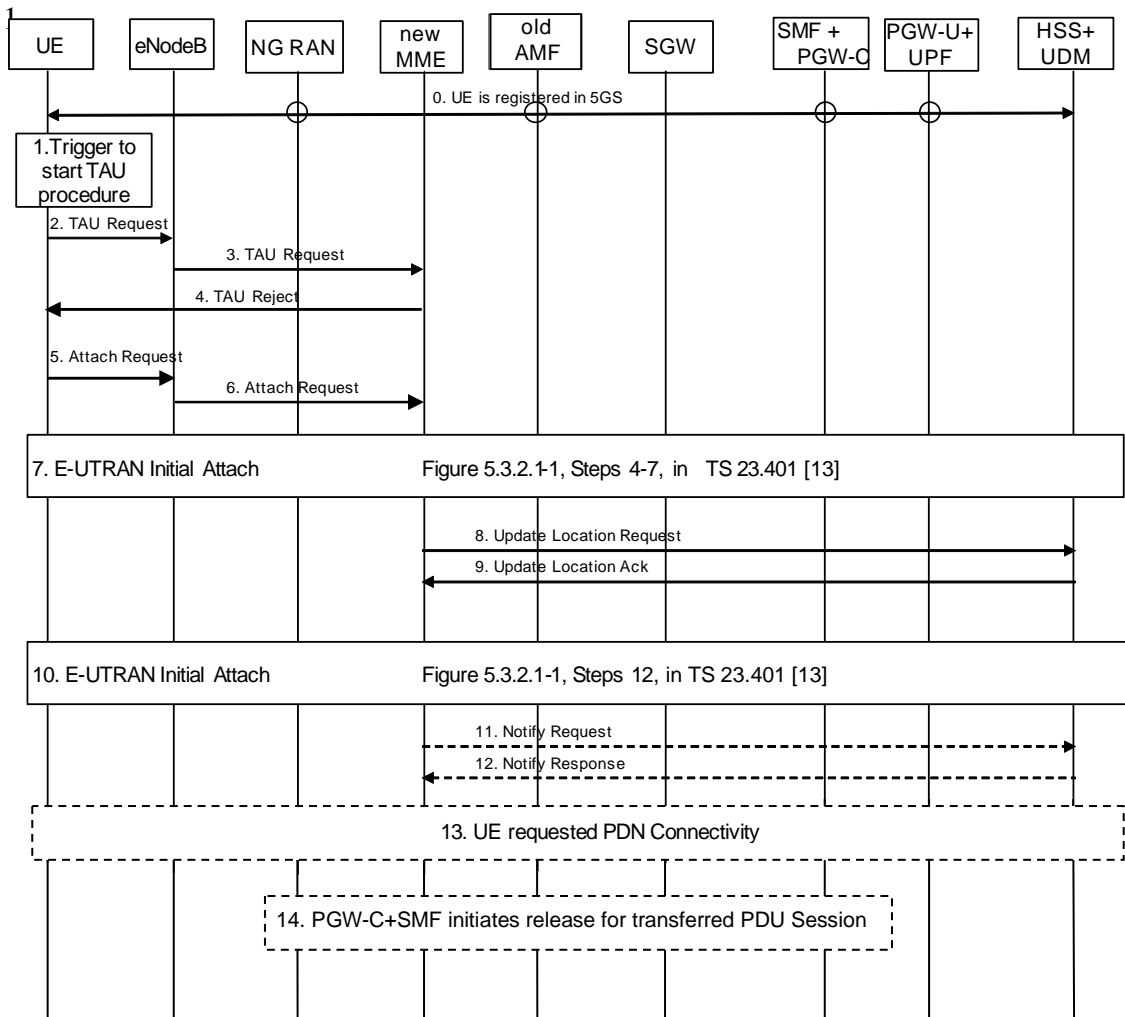 1
UE
eNodeB
NG RAN
new
MME
old
AMF
SGW
SMF +
PGW-C
PGW-U+
UPF
HSS+
UDM
0. UE is registered in 5GS
1.Trigger to
start TAU
procedure
2. TAU Request
3. TAU Request
4. TAU Reject
5. Attach Request
6. Attach Request
7. E-UTRAN Initial Attach Figure 5.3.2.1-1, Steps 4-7, in TS 23.401 [13]
8. Update Location Request
9. Update Location Ack
10. E-UTRAN Initial Attach Figure 5.3.2.1-1, Steps 12, in TS 23.401 [13]
11. Notify Request
12. Notify Response
13. UE requested PDN Connectivity
14. PGW-C+SMF initiates release for transferred PDU Session